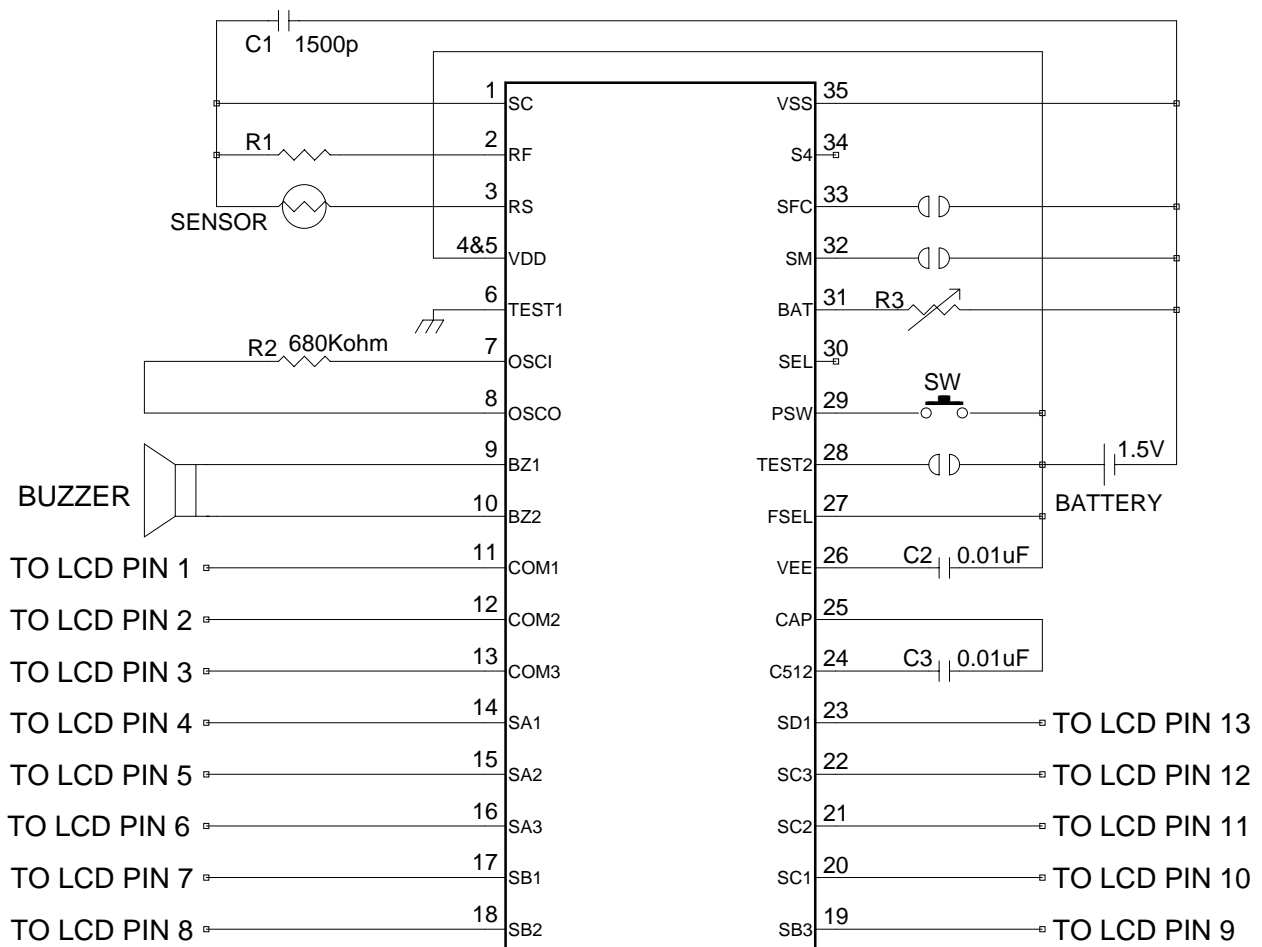 C1 1500p
1 SC
R1 2 RF
SENSOR 3 RS
4&5 VDD
6 TEST1
R2 680Kohm 7 OSCI
8 OSCO
9 BZ1
BUZZER
10 BZ2
TO LCD PIN 1 11 COM1
TO LCD PIN 2 12 COM2
TO LCD PIN 3 13 COM3
TO LCD PIN 4 14 SA1
TO LCD PIN 5 15 SA2
TO LCD PIN 6 16 SA3
TO LCD PIN 7 17 SB1
TO LCD PIN 8 18 SB2
VSS 35
S4 34
SFC 33
SM 32
BAT 31 R3
SEL 30
SW
PSW 29
TEST2 28 1.5V
BATTERY
FSEL 27
VEE 26 C2 0.01uF
CAP 25
C512 24 C3 0.01uF
SD1 23 TO LCD PIN 13
SC3 22 TO LCD PIN 12
SC2 21 TO LCD PIN 11
SC1 20 TO LCD PIN 10
SB3 19 TO LCD PIN 9